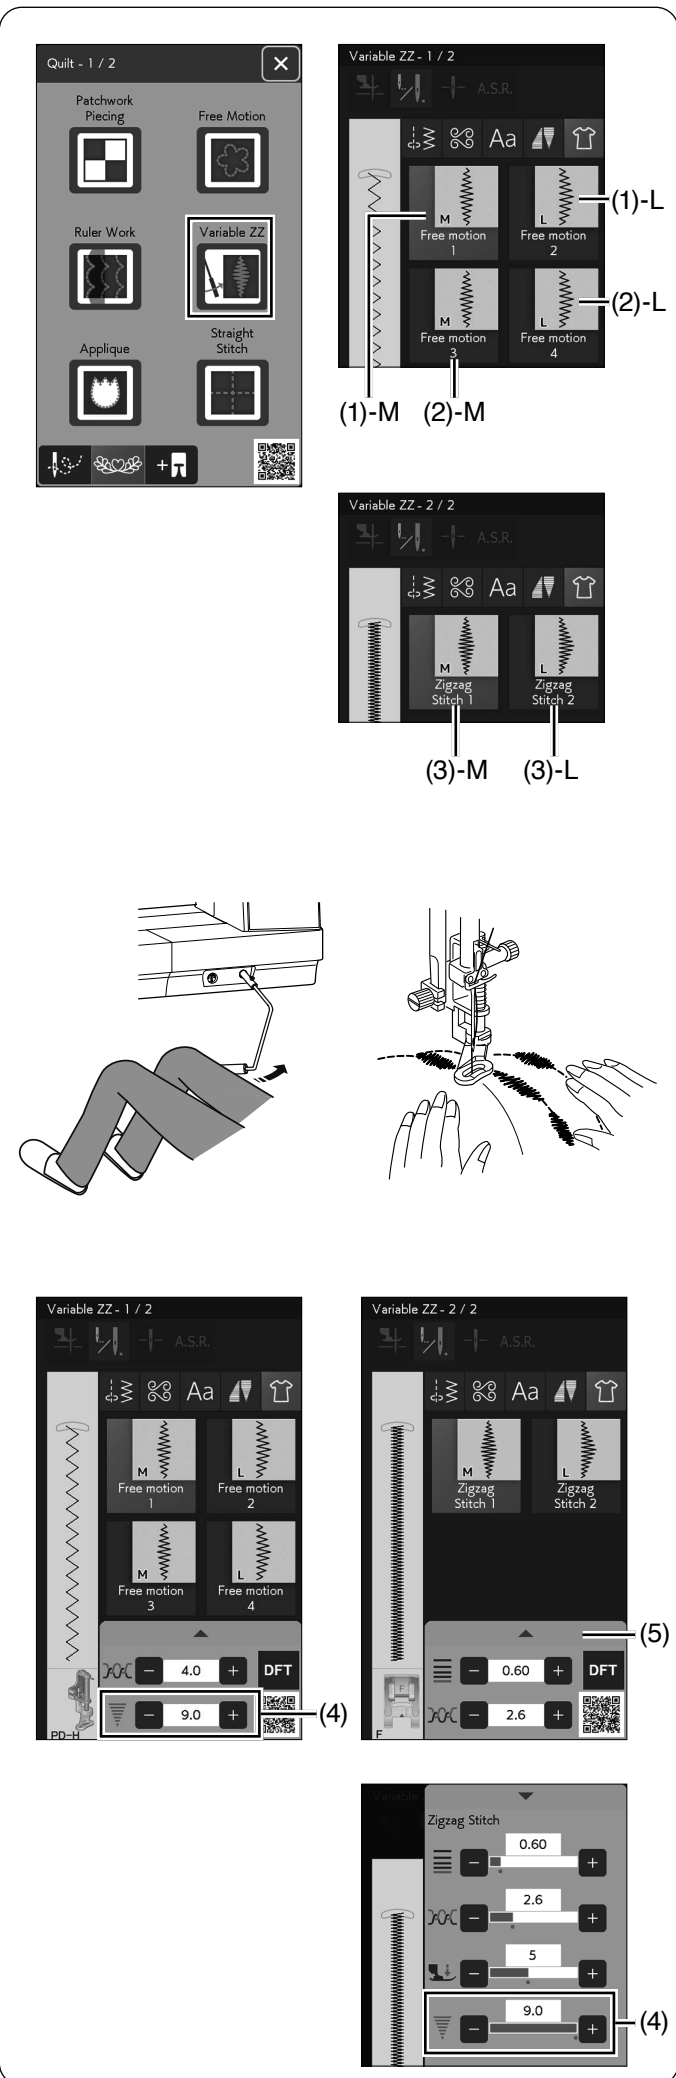 Quilt - 1 / 2
Patchwork
Piecing
Free Motion
Ruler Work
Variable ZZ
Applique
Straight
Stitch
+
Variable ZZ - 1 / 2
A.S.R.
Aa
M
Free motion
1
L
Free motion
2
M
Free motion
3
L
Free motion
4
(1)-L
(2)-L
(1)-M
(2)-M
Variable ZZ - 2 / 2
A.S.R.
Aa
M
Zigzag
Stitch 1
L
Zigzag
Stitch 2
(3)-M
(3)-L
Variable ZZ - 1 / 2
A.S.R.
Aa
M
Free motion
1
L
Free motion
2
M
Free motion
3
L
Free motion
4
− 4.0 + DFT
− 9.0 +
PD-H
(4)
Variable ZZ - 2 / 2
A.S.R.
Aa
M
Zigzag
Stitch 1
L
Zigzag
Stitch 2
(5)
− 0.60 + DFT
− 2.6 +
F
F
Variable
Zigzag Stitch
0.60
− +
2.6
− +
5
− +
9.0
− +
(4)